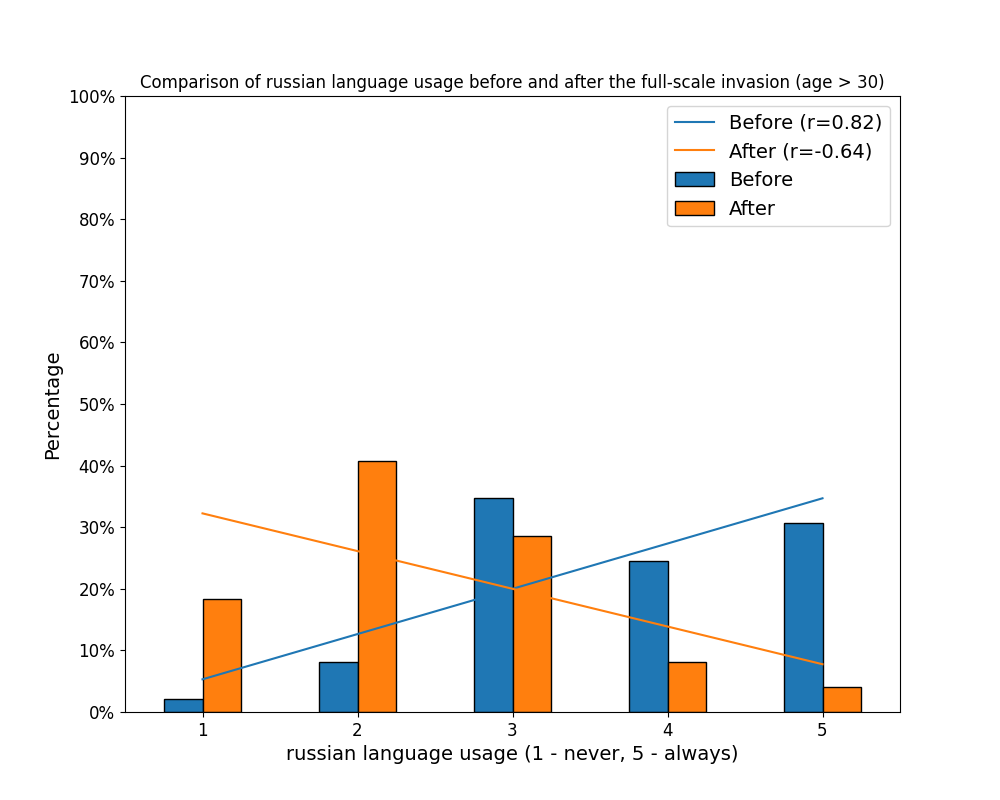 Comparison of russian language usage before and after the full-scale invasion (age > 30)
100%
90%
80%
70%
60%
50%
40%
30%
20%
10%
0%
Percentage
Before (r=0.82)
After (r=-0.64)
Before
After
1 2 3 4 5
russian language usage (1 - never, 5 - always)